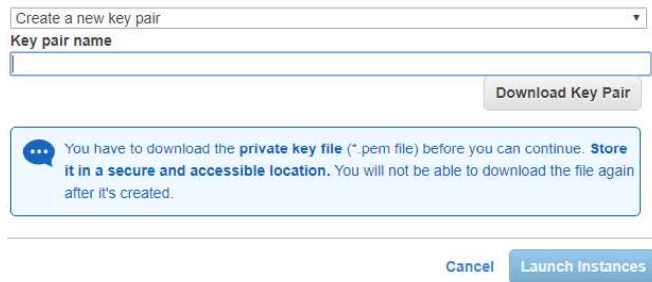 Create a new key pair
Key pair name
Download Key Pair
You have to download the private key file (*.pem file) before you can continue. Store
it in a secure and accessible location. You will not be able to download the file again
after it's created.
Cancel Launch Instances